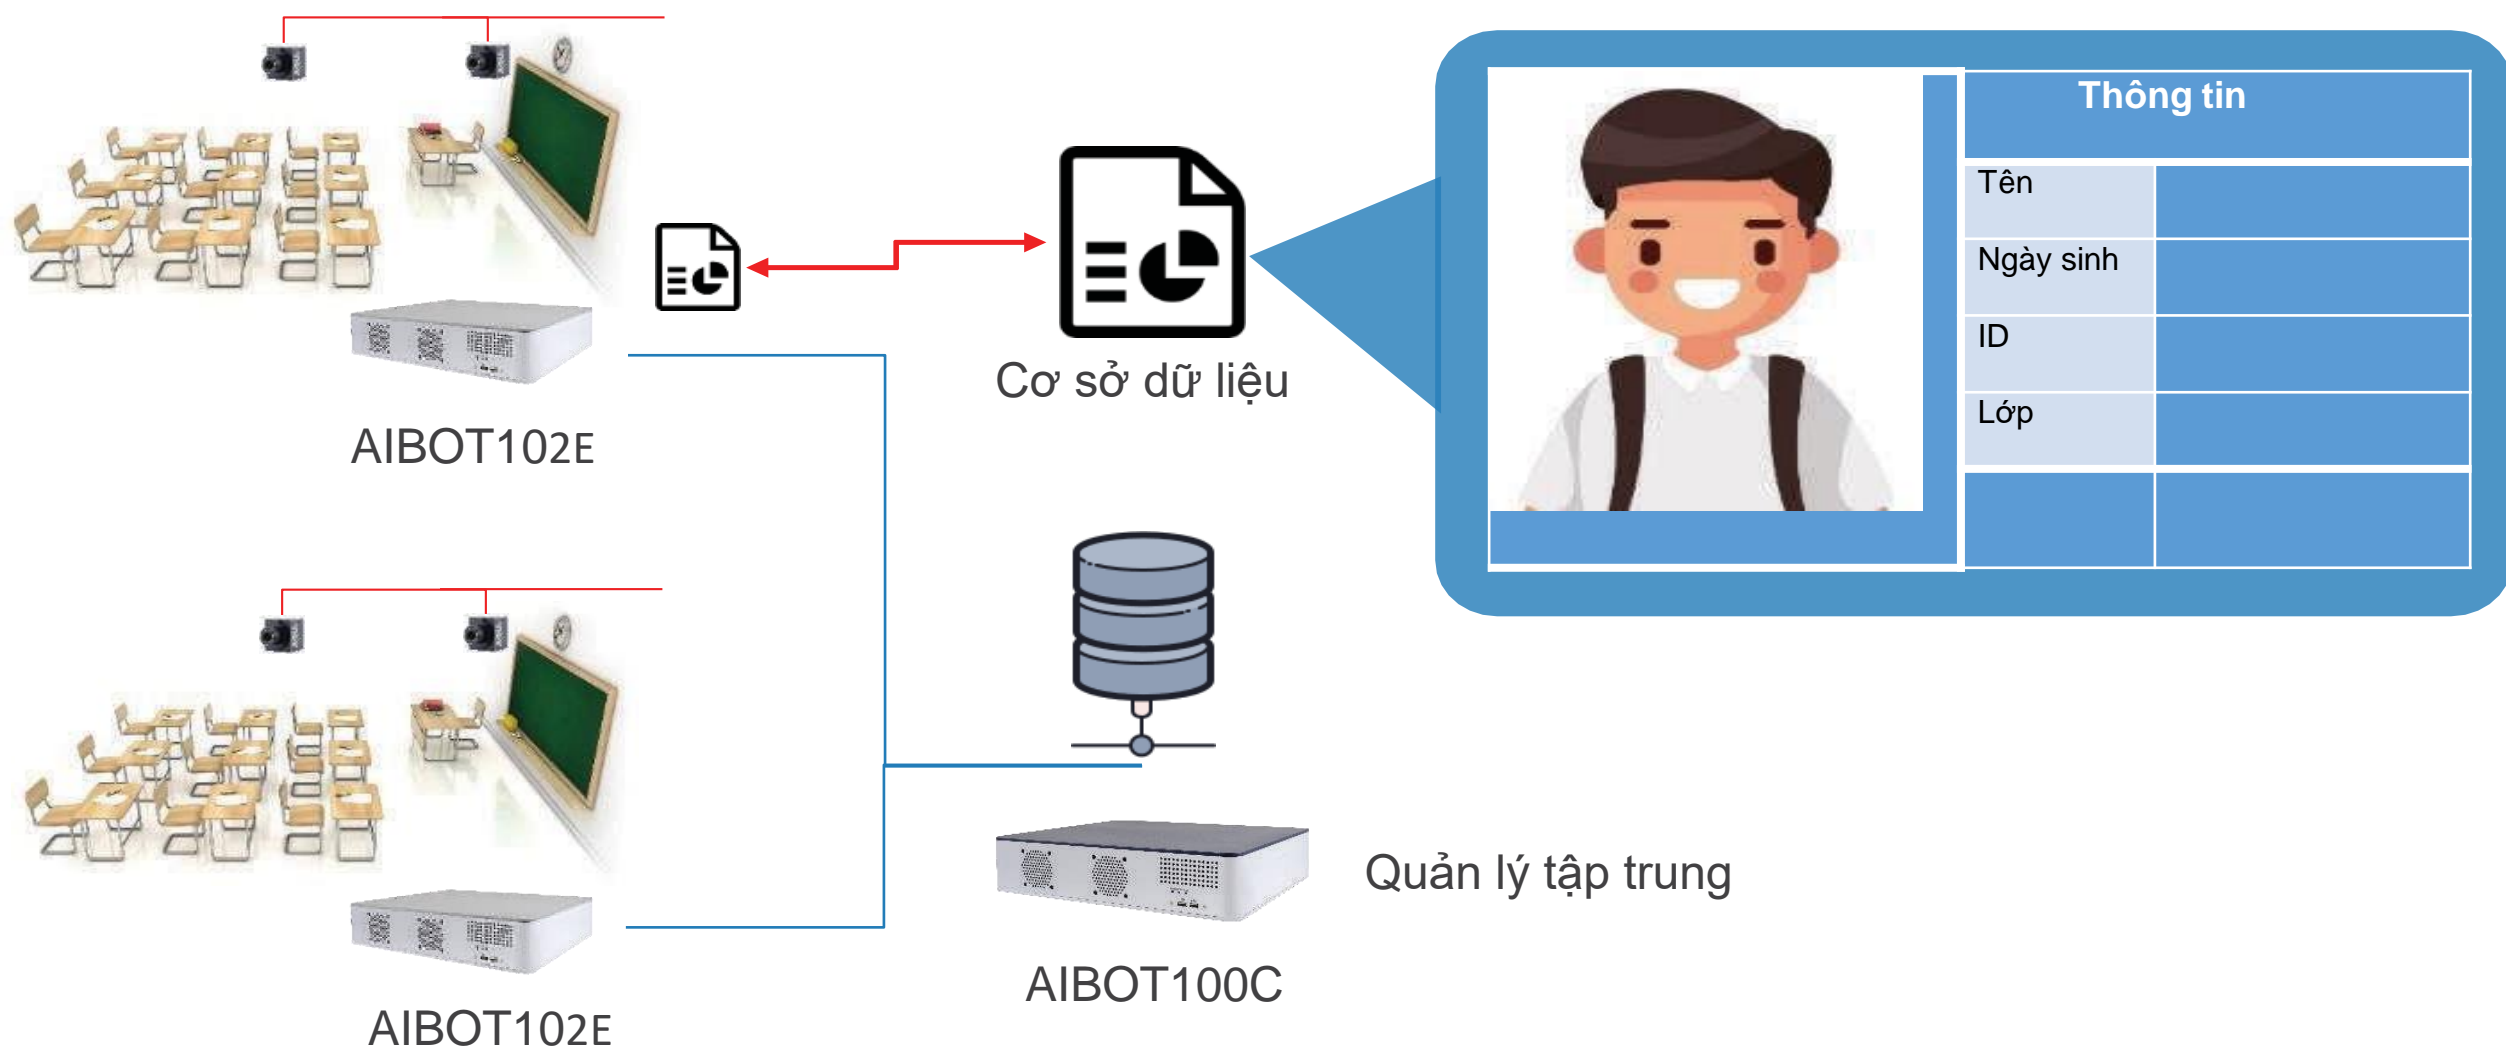 Thông tin
Tên
Ngày sinh
ID
Lớp
Cơ sở dữ liệu
AIBOT102E
Quản lý tập trung
AIBOT100C
AIBOT102E